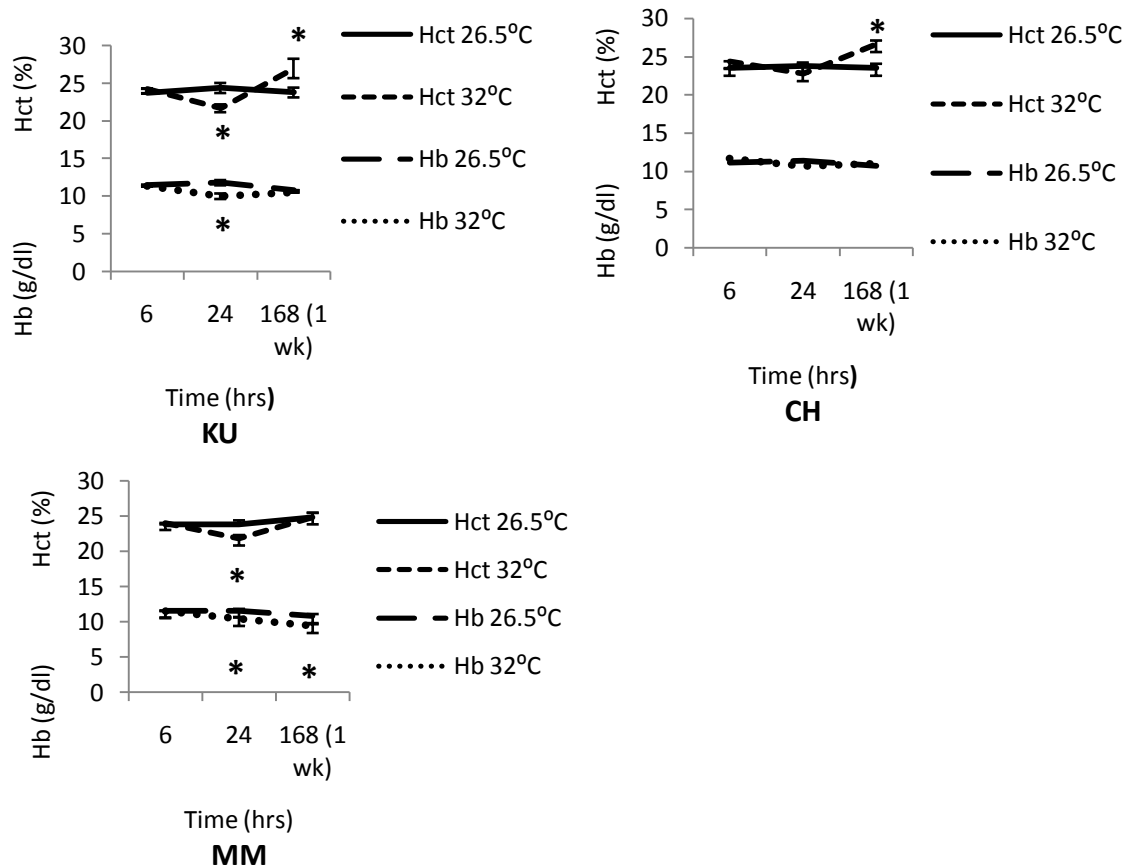 Hct (%)
Hb (g/dl)
30
25
20
15
10
5
0
*
*
*
6
24
168 (1
wk)
Time (hrs)
KU
Hct 26.5ºC
Hct 32ºC
Hb 26.5ºC
Hb 32ºC
Hct (%)
Hb (g/dl)
30
25
20
15
10
5
0
*
6
24
168 (1
wk)
Time (hrs)
CH
Hct 26.5ºC
Hct 32ºC
Hb 26.5ºC
Hb 32ºC
Hct (%)
Hb (g/dl)
30
25
20
15
10
5
0
*
*
*
6
24
168 (1
wk)
Time (hrs)
MM
Hct 26.5ºC
Hct 32ºC
Hb 26.5ºC
Hb 32ºC